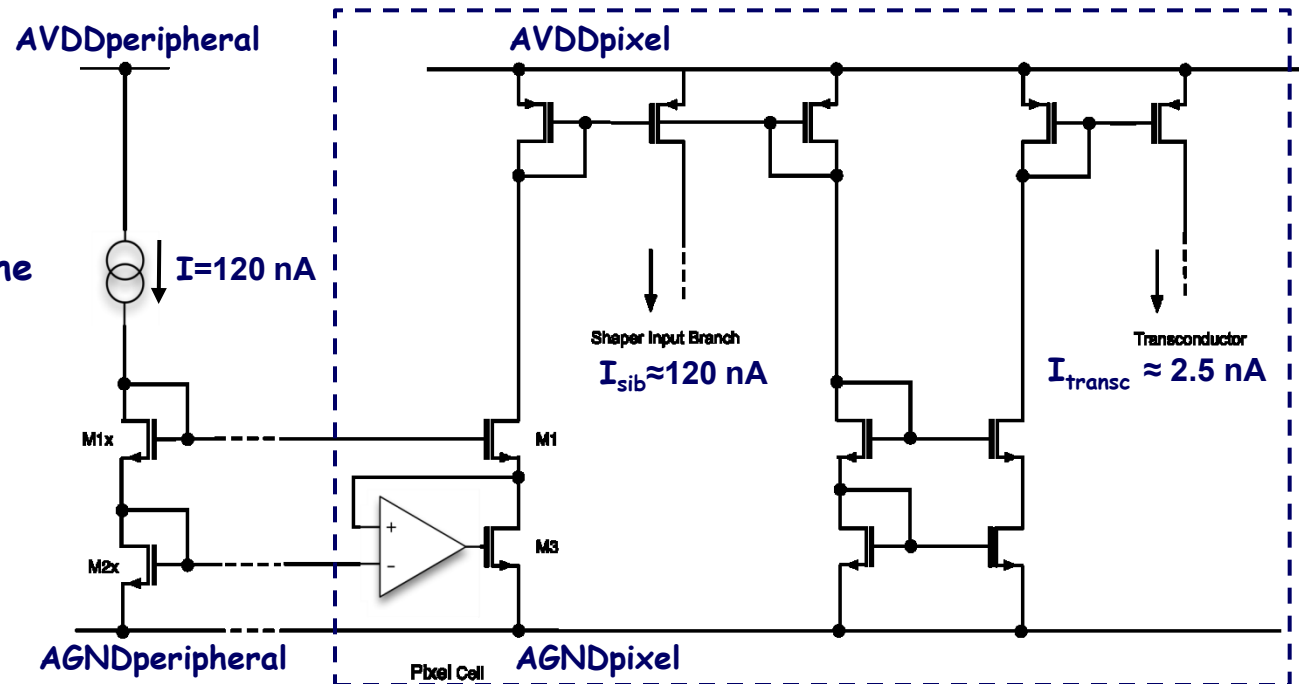 AVDDperipheral
AVDDpixel
ne
I=120 nA
Shaper Input Branch
Isib≈120 nA
Transconductor
Itransc ≈ 2.5 nA
M1x
M1
+
-
M2x
M3
AGNDperipheral
Pixel Cell
AGNDpixel